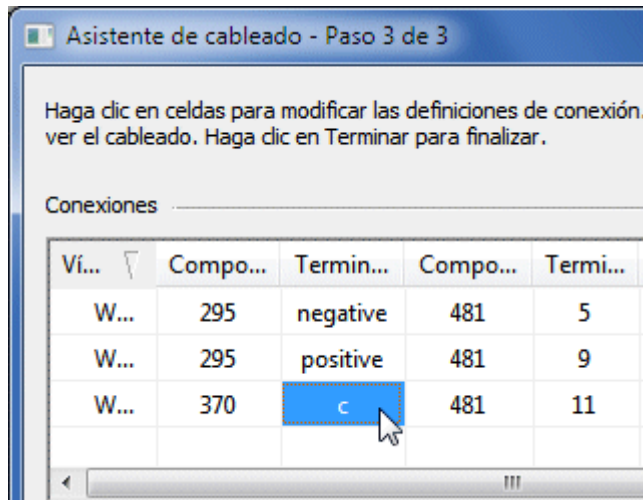 Asistente de cableado - Paso 3 de 3
Haga clic en celdas para modificar las definiciones de conexión.
ver el cableado. Haga clic en Terminar para finalizar.
Conexiones
Ví... Compo... Termin... Compo... Termi...
W... 295 negative 481 5
W... 295 positive 481 9
W... 370 c 481 11